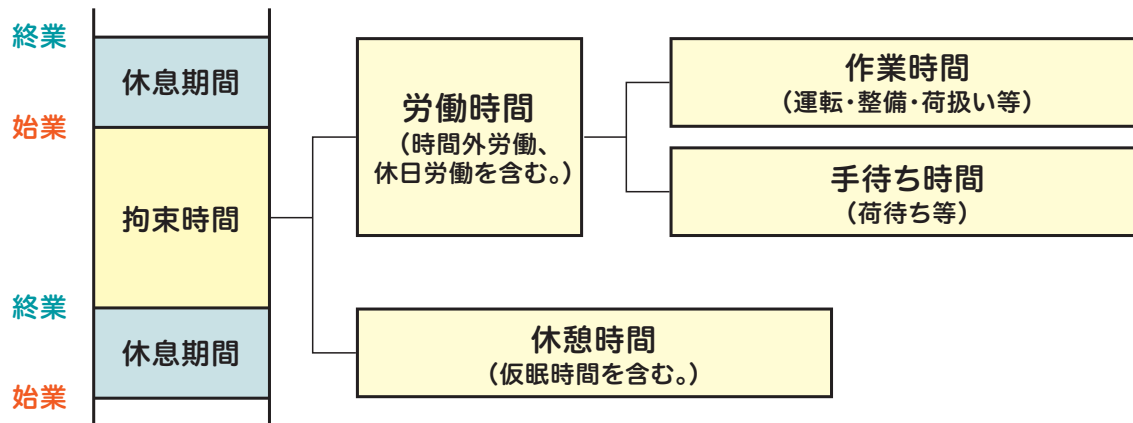 終業
休息期間
始業
拘束時間
終業
休息期間
始業
労働時間
（時間外労働、
休日労働を含む。）
作業時間
（運転・整備・荷扱い等）
手待ち時間
（荷待ち等）
休憩時間
（仮眠時間を含む。）